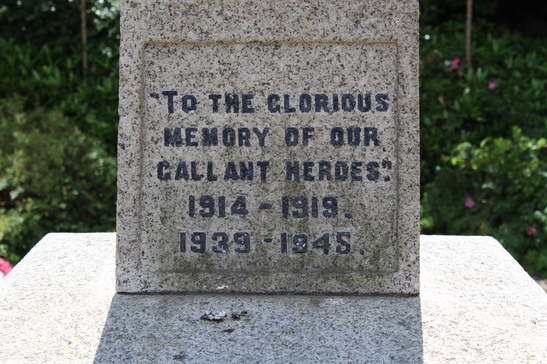 "TO THE GLORIOUS
MEMORY OF OUR
GALLANT HEROES".
1914 - 1919.
1939 - 1945.